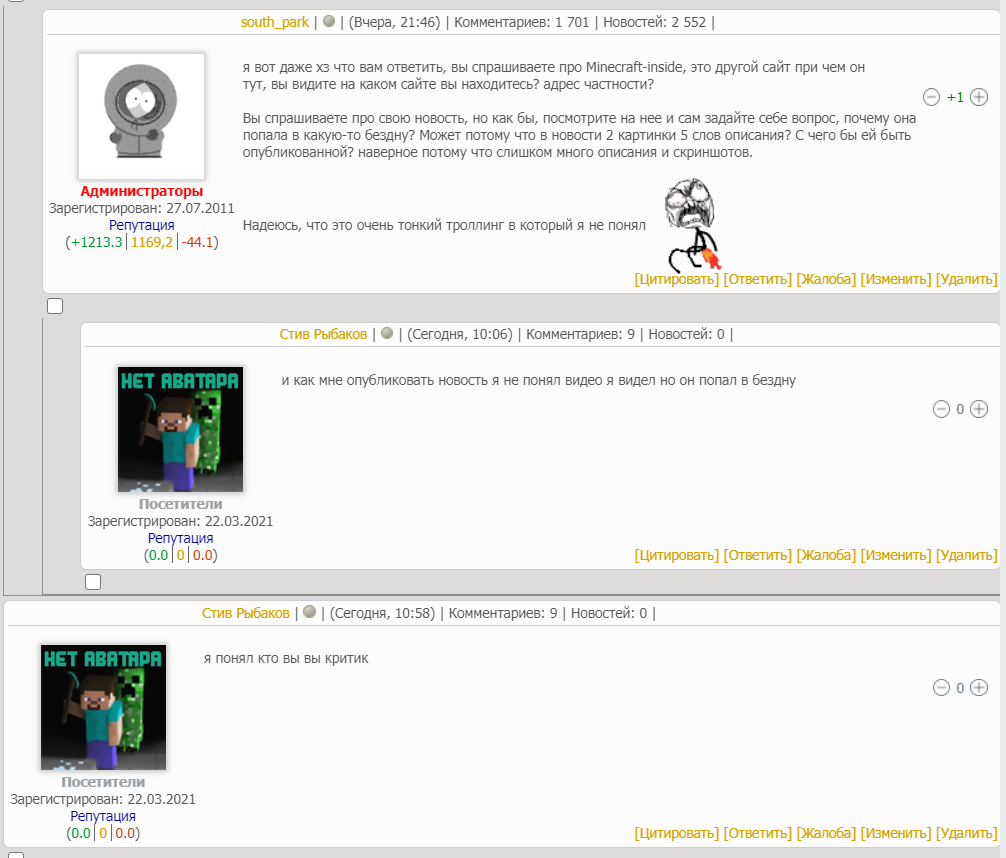 south_park | | (Вчера, 21:46) | Комментариев: 1 701 | Новостей: 2 552 |
я вот даже хз что вам ответить, вы спрашиваете про Minecraft-inside, это другой сайт при чем он
тут, вы видите на каком сайте вы находитесь? адрес частности?
− +1 +
Вы спрашиваете про свою новость, но как бы, посмотрите на нее и сам задайте себе вопрос, почему она
попала в какую-то бездну? Может потому что в новости 2 картинки 5 слов описания? С чего бы ей быть
опубликованной? наверное потому что слишком много описания и скриншотов.
Администраторы
Зарегистрирован: 27.07.2011
Репутация
(+1213.3 | 1169,2 | -44.1)
Надеюсь, что это очень тонкий троллинг в который я не понял
[Цитировать] [Ответить] [Жалоба] [Изменить] [Удалить]
Стив Рыбаков | | (Сегодня, 10:06) | Комментариев: 9 | Новостей: 0 |
НЕТ АВАТАРА
и как мне опубликовать новость я не понял видео я видел но он попал в бездну
− 0 +
Посетители
Зарегистрирован: 22.03.2021
Репутация
(0.0 | 0 | 0.0)
[Цитировать] [Ответить] [Жалоба] [Изменить] [Удалить]
Стив Рыбаков | | (Сегодня, 10:58) | Комментариев: 9 | Новостей: 0 |
НЕТ АВАТАРА
я понял кто вы вы критик
− 0 +
Посетители
Зарегистрирован: 22.03.2021
Репутация
(0.0 | 0 | 0.0)
[Цитировать] [Ответить] [Жалоба] [Изменить] [Удалить]